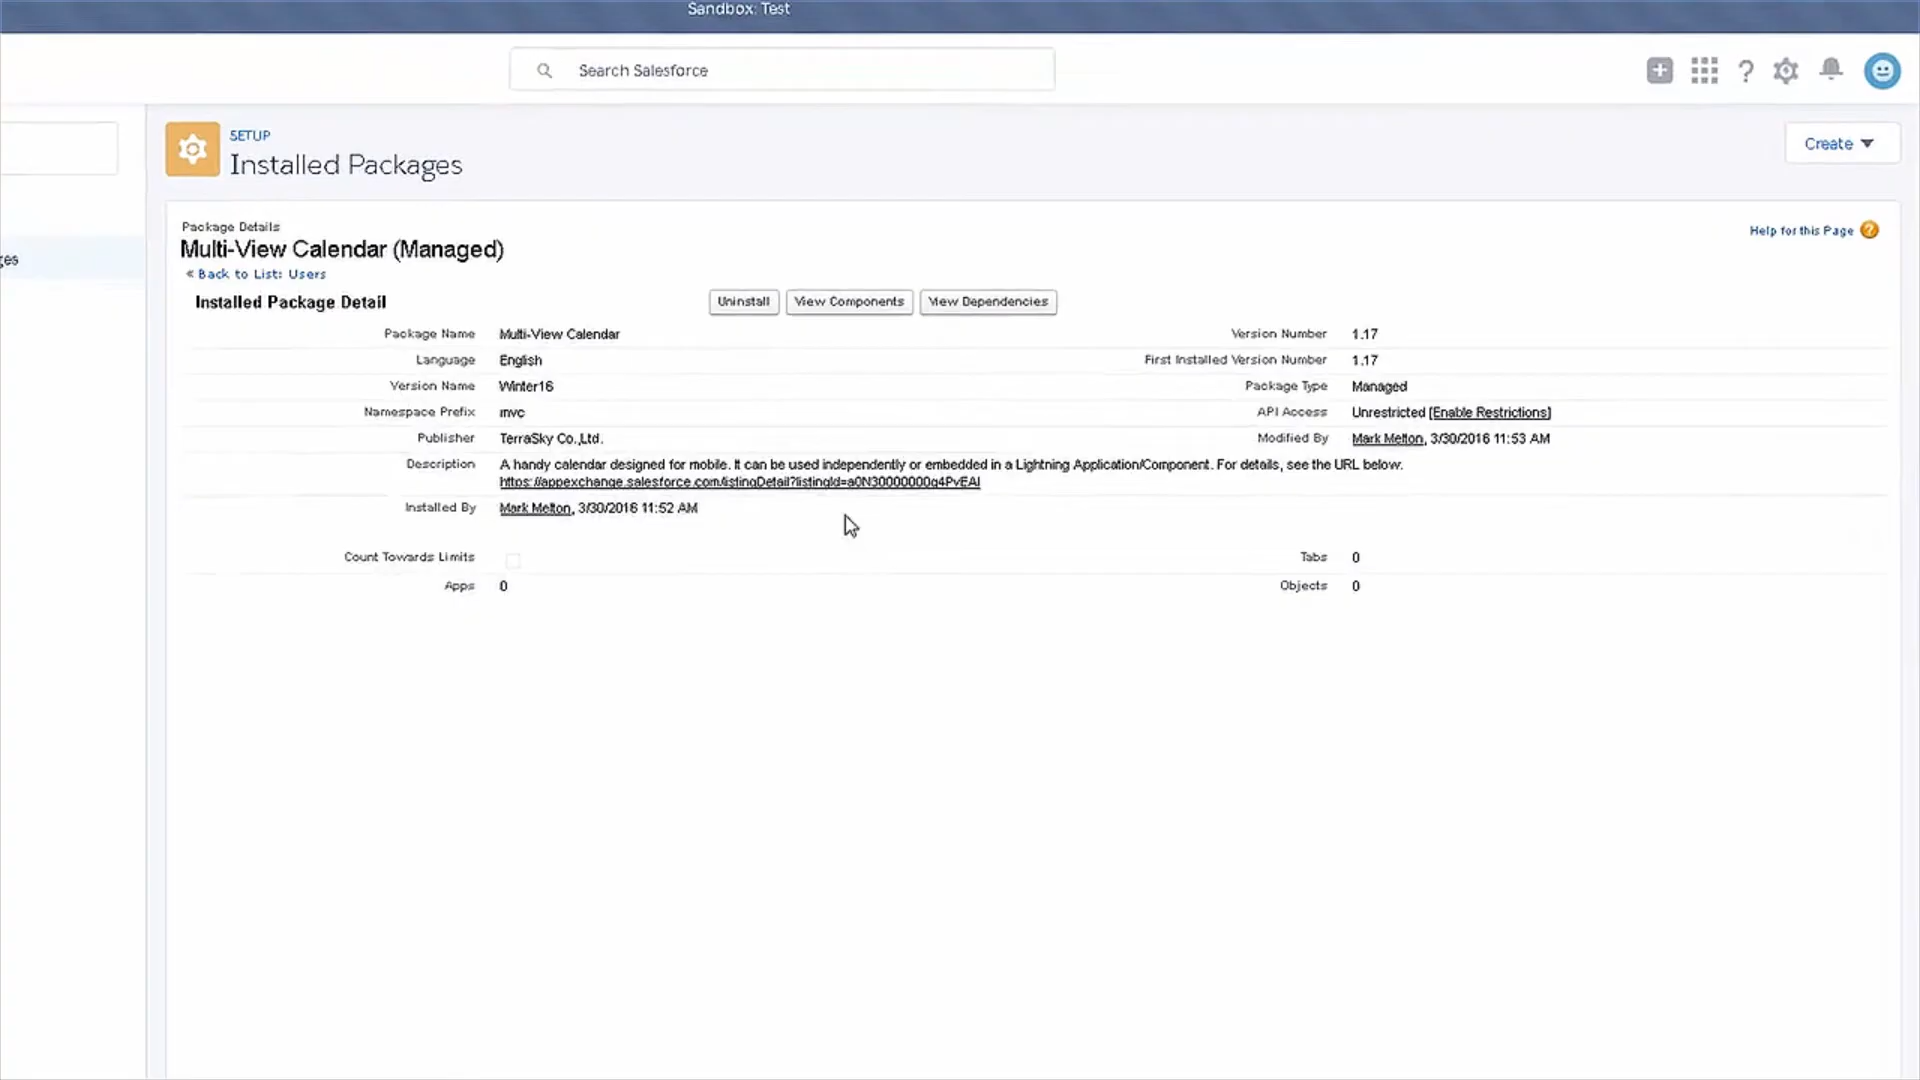 Sandbox: Test
Search Salesforce
SETUP
Installed Packages
Create
Package Details
Multi-View Calendar (Managed)
Help for this Page
« Back to List: Users
ges
Installed Package Detail
Uninstall View Components View Dependencies
Package Name Multi-View Calendar Version Number 1.17
Language English First Installed Version Number 1.17
Version Name Winter16 Package Type Managed
Namespace Prefix mvc API Access Unrestricted [Enable Restrictions]
Publisher TerraSky Co.,Ltd. Modified By Mark Melton, 3/30/2016 11:53 AM
Description A handy calendar designed for mobile. It can be used independently or embedded in a Lightning Application/Component. For details, see the URL below.
https://appexchange.salesforce.com/listingDetail?listingId=a0N30000000q4PvEAI
Installed By Mark Melton, 3/30/2016 11:52 AM
Count Towards Limits Tabs 0
Apps 0 Objects 0